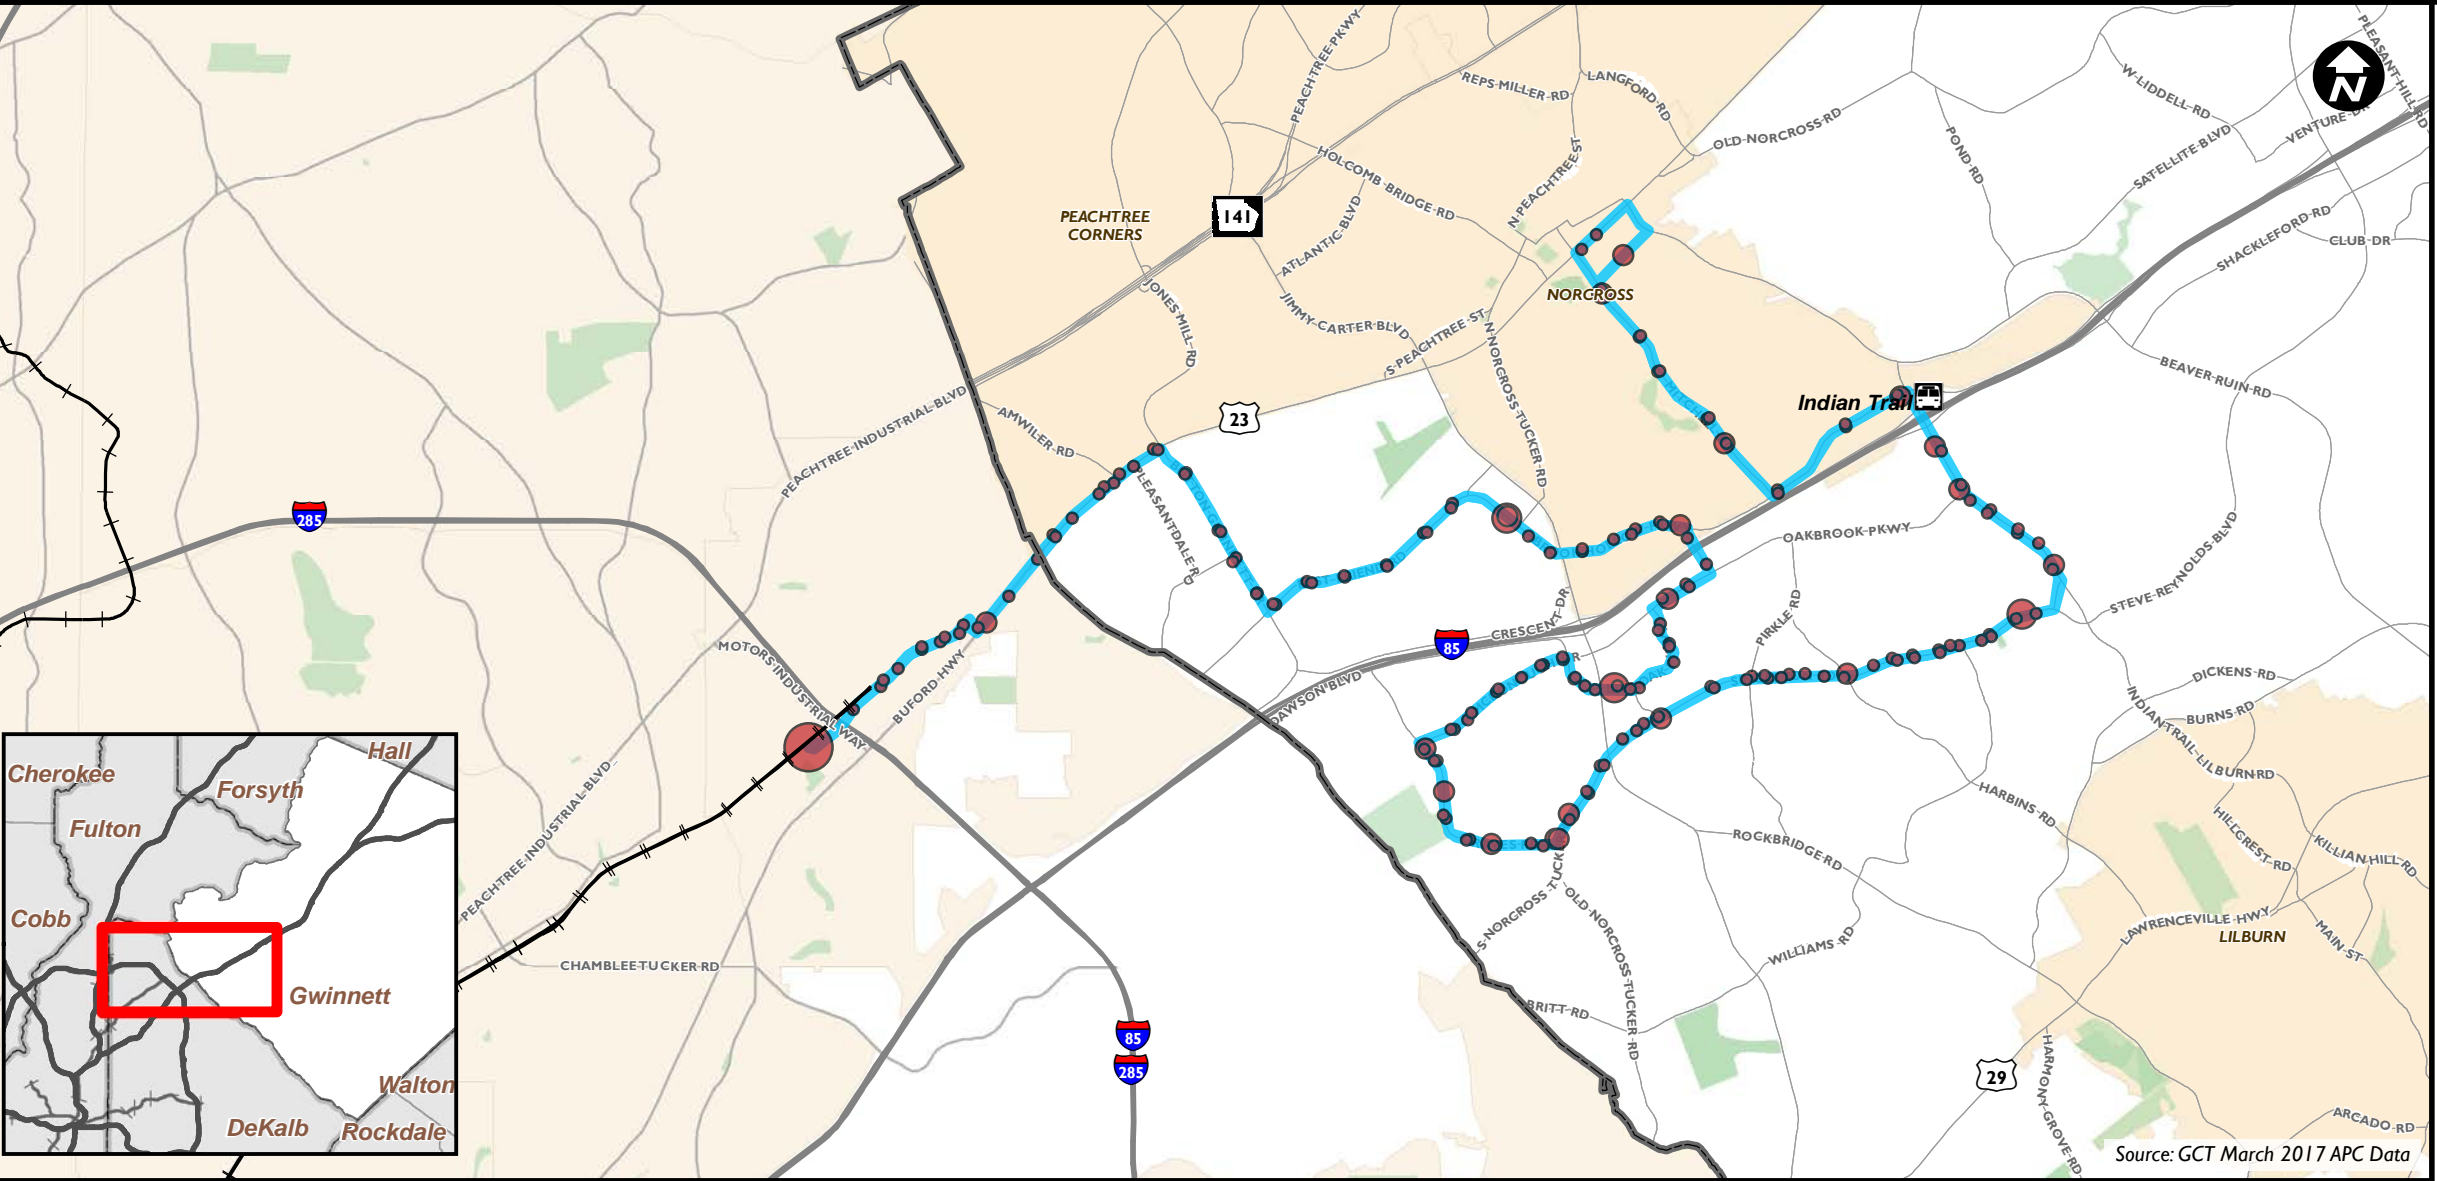 PEACHTREE PKWY
REPS MILLER RD
LANGFORD RD
OLD NORCROSS RD
W LIDDELL RD
PLEASANT HILL RD
VENTURE DR
SATELLITE BLVD
POND RD
N
HOLCOMB BRIDGE RD
N PEACHTREE ST
PEACHTREE
CORNERS
141
ATLANTIC BLVD
SHACKLEFORD RD
CLUB DR
JONES MILL RD
JIMMY CARTER BLVD
NORCROSS
S PEACHTREE ST
N NORCROSS TUCKER RD
BEAVER RUIN RD
Indian Trail
PEACHTREE INDUSTRIAL BLVD
AMWILER RD
23
PLEASANTDALE R
285
OAKBROOK PKWY
STEVE REYNOLDS BLVD
PIRKLE RD
CRESCENT DR
85
MOTORS INDUSTRIAL WAY
BUFORD HWY
DAWSON BLVD
DICKENS RD
BURNS RD
INDIAN TRAIL LILBURN RD
HARBINS RD
ROCKBRIDGE RD
HILLCREST RD
KILLIAN HILL RD
PEACHTREE INDUSTRIAL BLVD
S NORCROSS TUCKE
OLD NORCROSS TUCKER RD
LAWRENCEVILLE HWY
LILBURN
MAIN ST
WILLIAMS RD
CHAMBLEE TUCKER RD
BRITT RD
85
285
29
HARMONY GROVE RD
ARCADO RD
Hall
Cherokee
Forsyth
Fulton
Cobb
Gwinnett
Walton
DeKalb
Rockdale
Source: GCT March 2017 APC Data